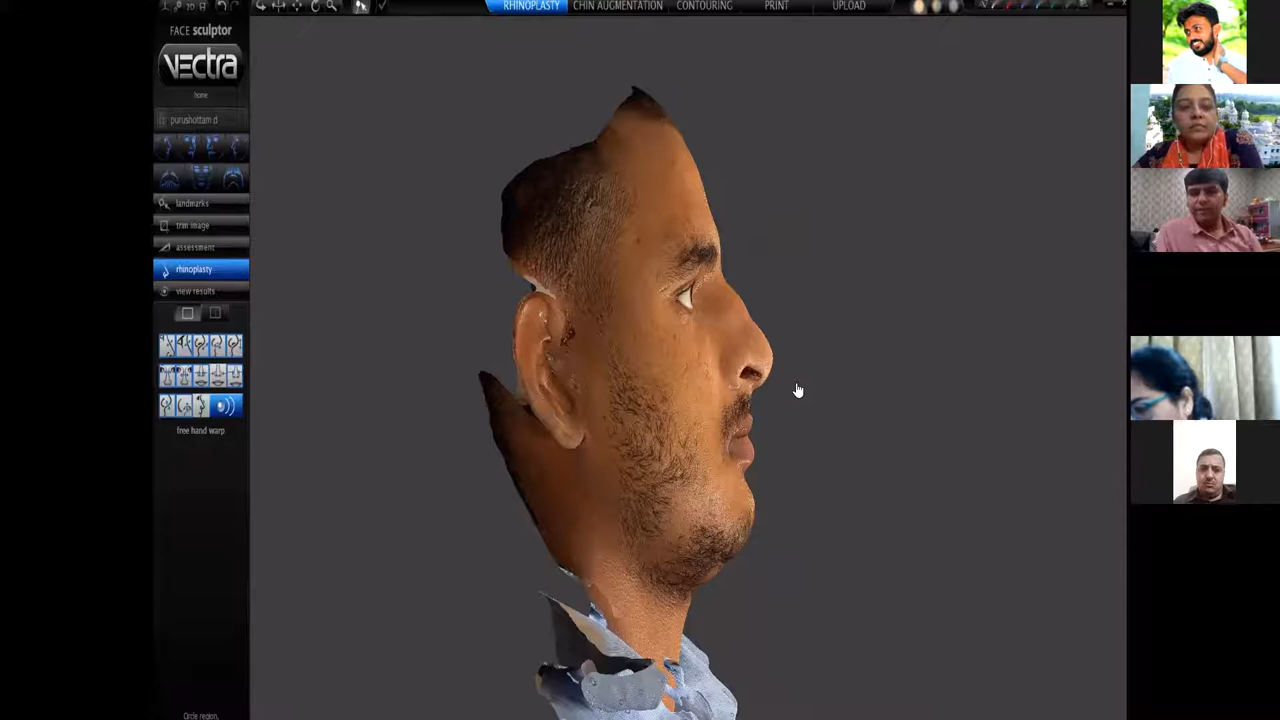 2D
RHINOPLASTY CHIN AUGMENTATION CONTOURING PRINT UPLOAD
FACE sculptor
VECTRA
home
purushottam d
landmarks
trim image
assessment
rhinoplasty
view results
free hand warp
Circle region,